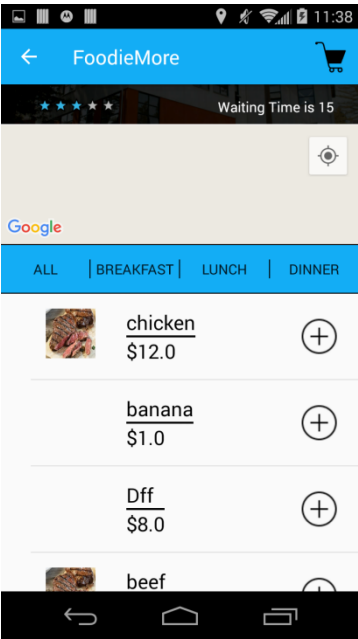 11:38
FoodieMore
Waiting Time is 15
Google
ALL | BREAKFAST | LUNCH | DINNER
chicken
$12.0
banana
$1.0
Dff
$8.0
beef